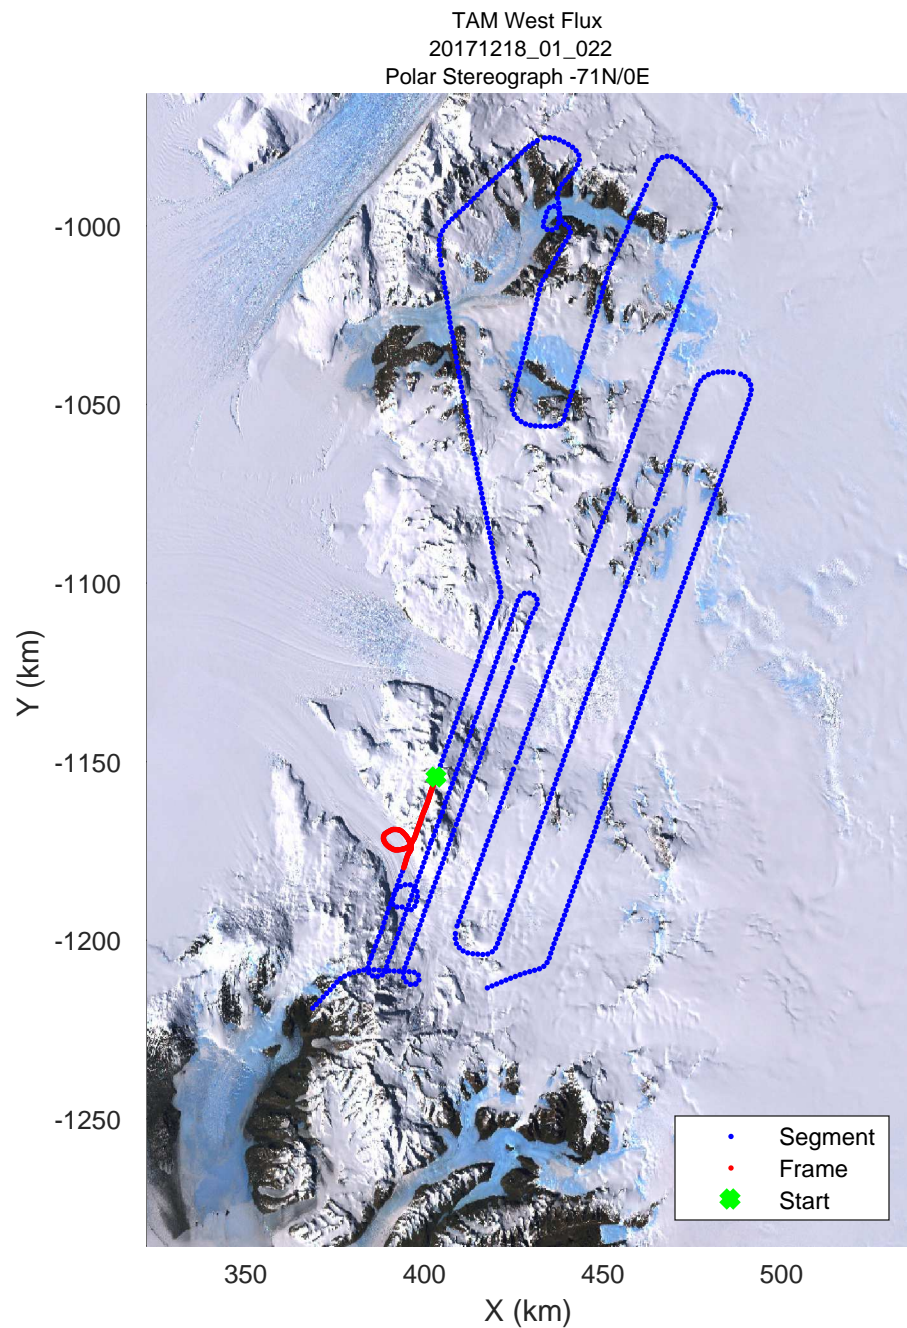 TAM West Flux
20171218_01_022
Polar Stereograph -71N/0E
-1000
-1050
-1100
-1150
-1200
-1250
Y (km)
350
400
450
500
X (km)
Segment
Frame
Start